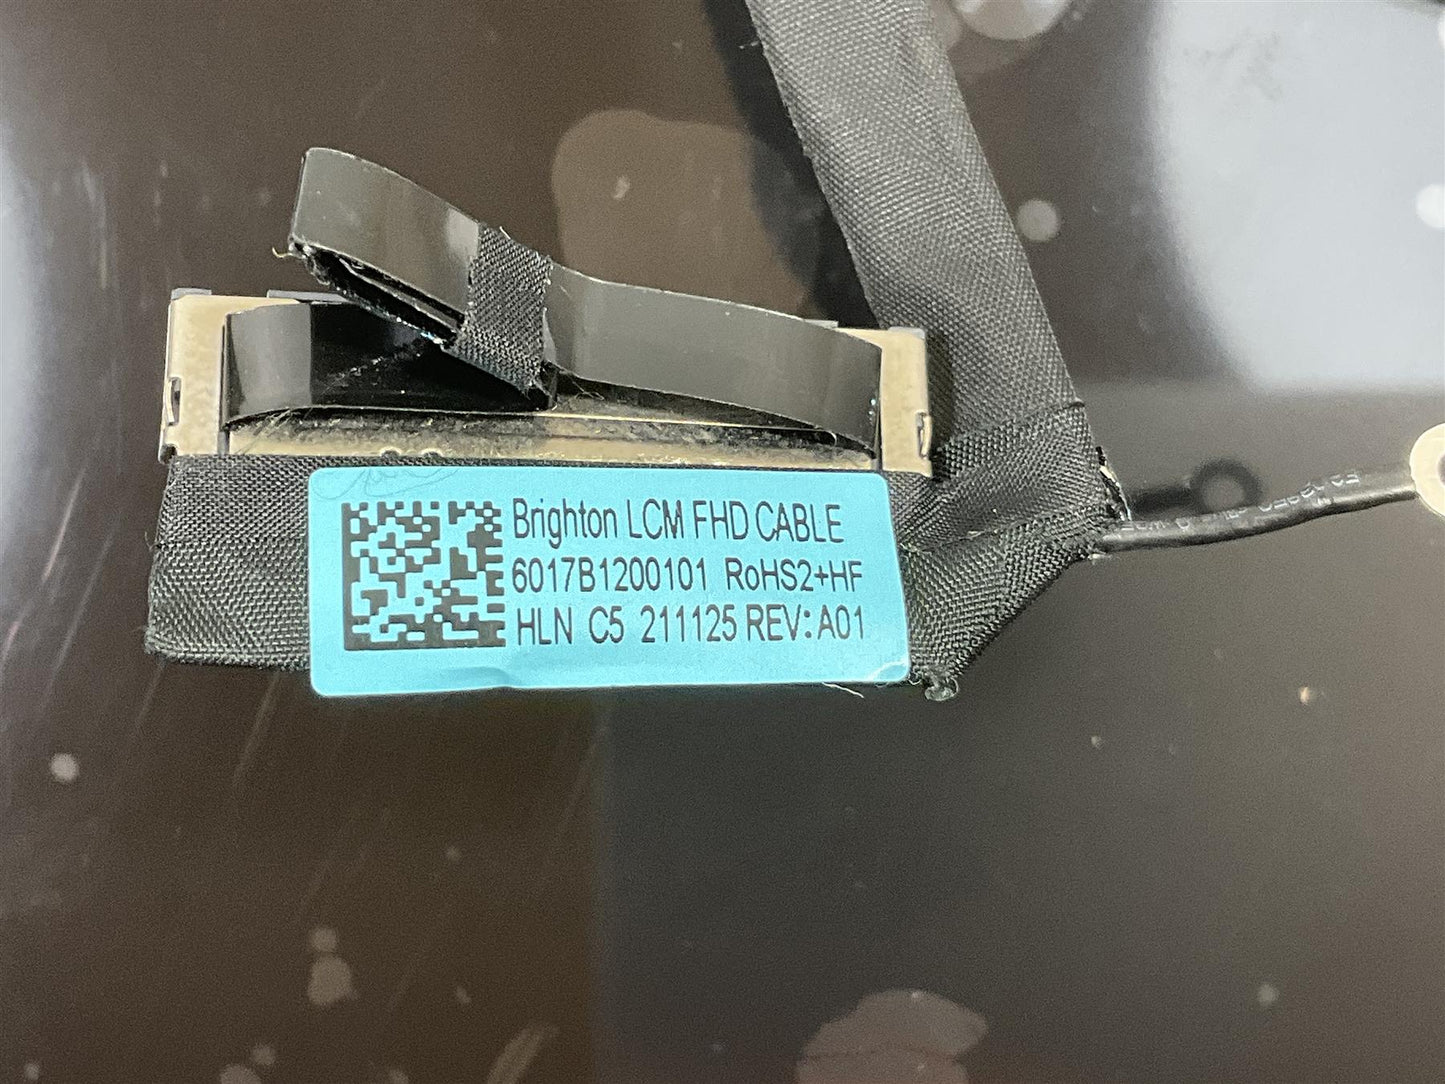 Brighton LCM FHD CABLE
6017B1200101 RoHS2+HF
HLN C5 211125 REV: A01